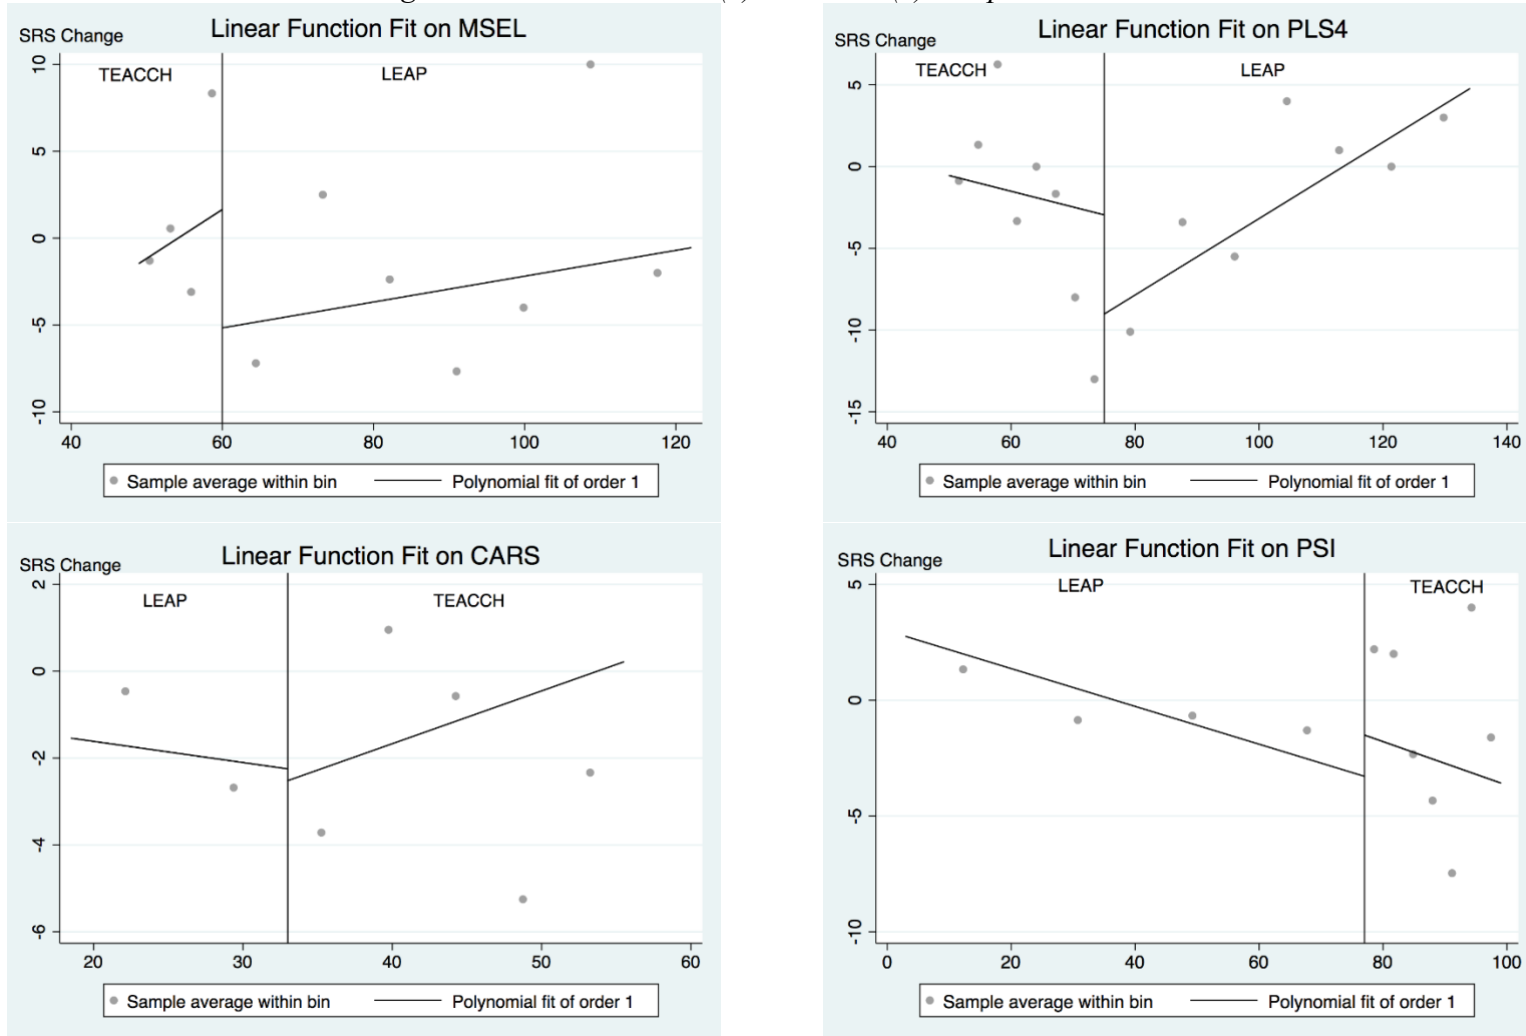 Linear Function Fit on MSEL
SRS Change
TEACCH
LEAP
10
5
0
-5
-10
40 60 80 100 120
Sample average within bin Polynomial fit of order 1
Linear Function Fit on PLS4
SRS Change
TEACCH
LEAP
5
0
-5
-10
-15
40 60 80 100 120 140
Sample average within bin Polynomial fit of order 1
Linear Function Fit on CARS
SRS Change
LEAP
TEACCH
2
0
-2
-4
-6
20 30 40 50 60
Sample average within bin Polynomial fit of order 1
Linear Function Fit on PSI
SRS Change
LEAP
TEACCH
5
0
-5
-10
0 20 40 60 80 100
Sample average within bin Polynomial fit of order 1